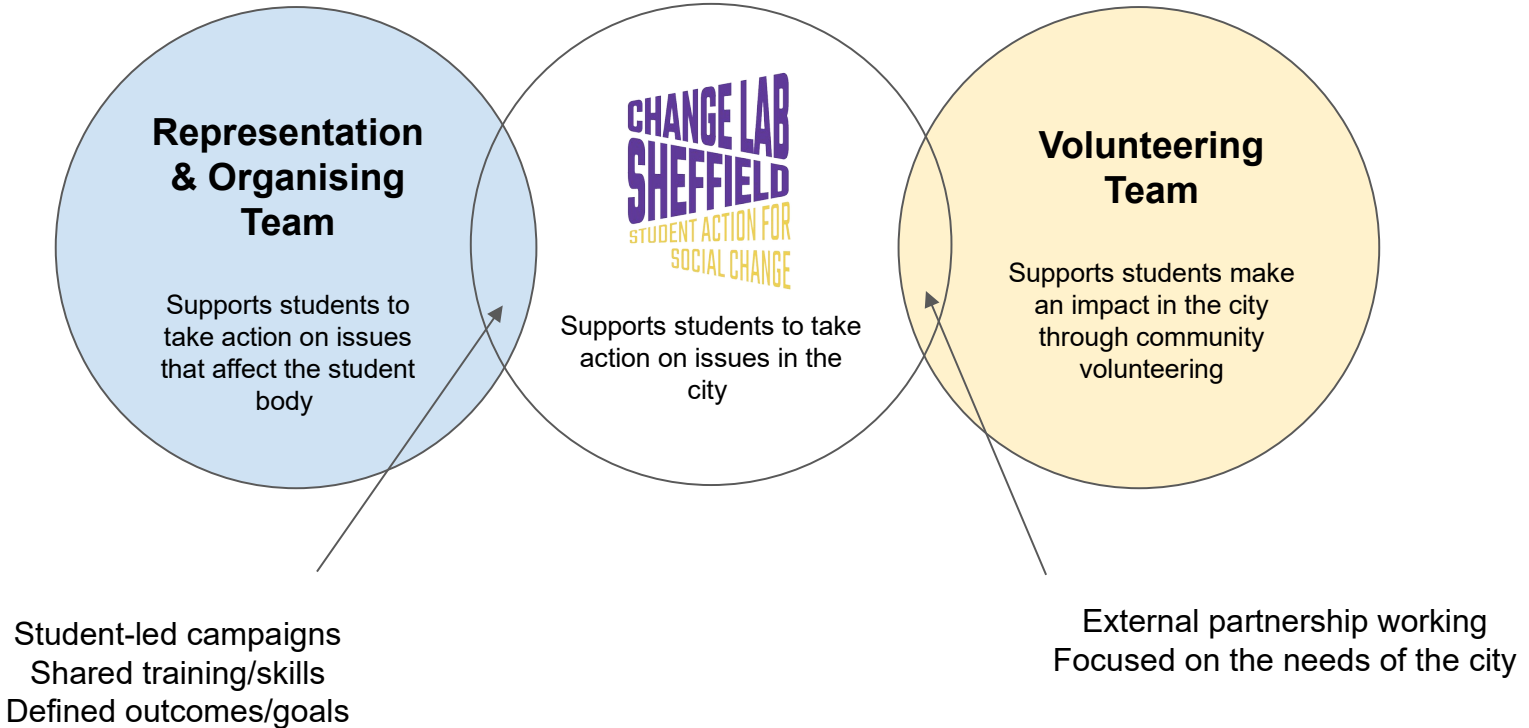 Representation
& Organising
Team
Supports students to
take action on issues
that affect the student
body
CHANGE LAB
SHEFFIELD
STUDENT ACTION FOR
SOCIAL CHANGE
Supports students to take
action on issues in the
city
Volunteering
Team
Supports students make
an impact in the city
through community
volunteering
Student-led campaigns
Shared training/skills
Defined outcomes/goals
External partnership working
Focused on the needs of the city